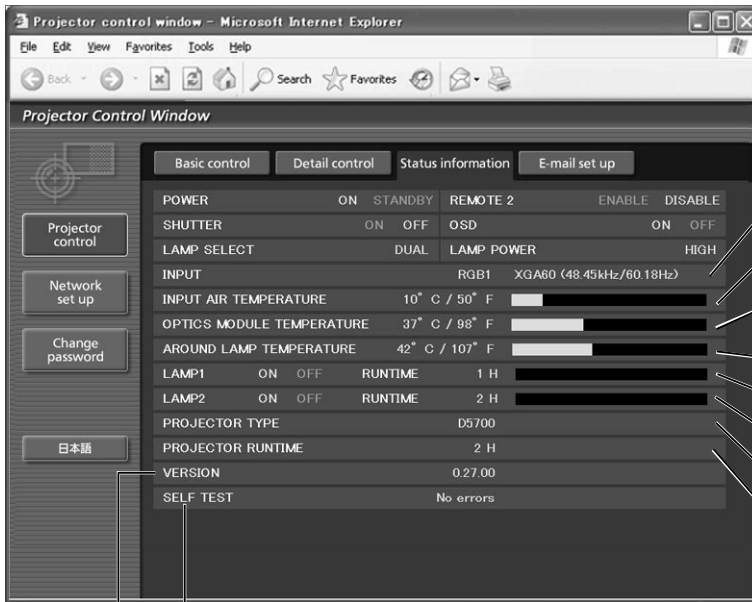 Projector control window - Microsoft Internet Explorer
File Edit View Favorites Tools Help
Back Search Favorites
Projector Control Window
Basic control Detail control Status information E-mail set up
Projector
control
Network
set up
Change
password
日本語
POWER ON STANDBY REMOTE 2 ENABLE DISABLE
SHUTTER ON OFF OSD ON OFF
LAMP SELECT DUAL LAMP POWER HIGH
INPUT RGB1 XGA60 (48.45kHz/60.18Hz)
INPUT AIR TEMPERATURE 10° C / 50° F
OPTICS MODULE TEMPERATURE 37° C / 98° F
AROUND LAMP TEMPERATURE 42° C / 107° F
LAMP1 ON OFF RUNTIME 1 H
LAMP2 ON OFF RUNTIME 2 H
PROJECTOR TYPE D5700
PROJECTOR RUNTIME 2 H
VERSION 0.27.00
SELF TEST No errors